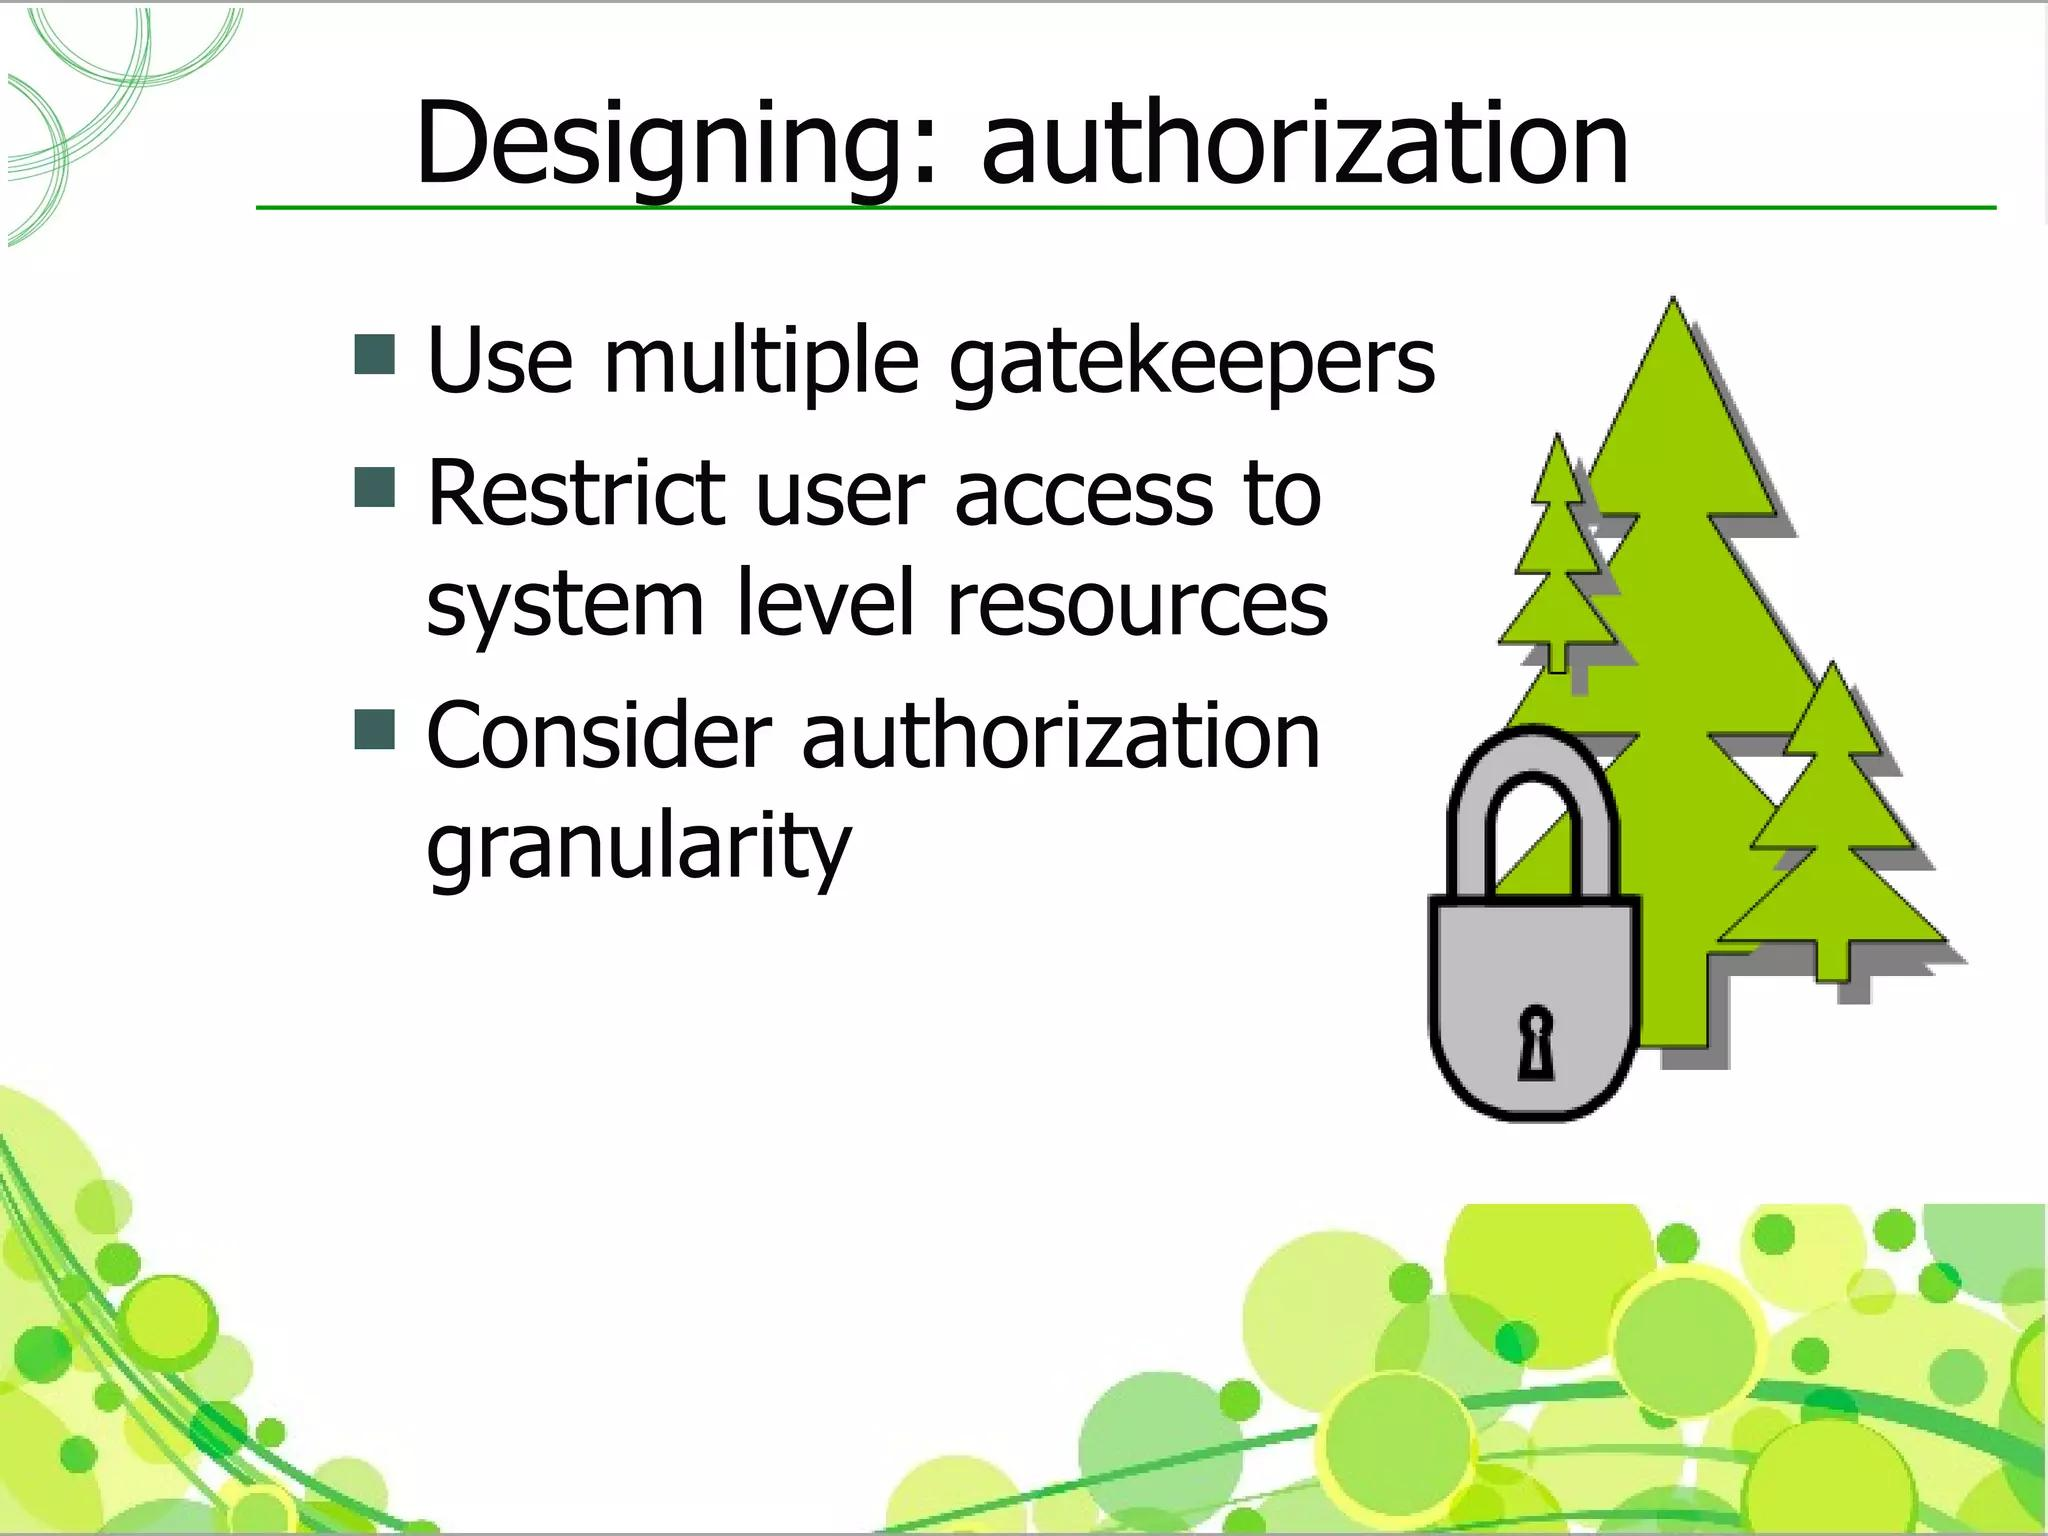 Designing: authorization
Use multiple gatekeepers
Restrict user access to
system level resources
Consider authorization
granularity